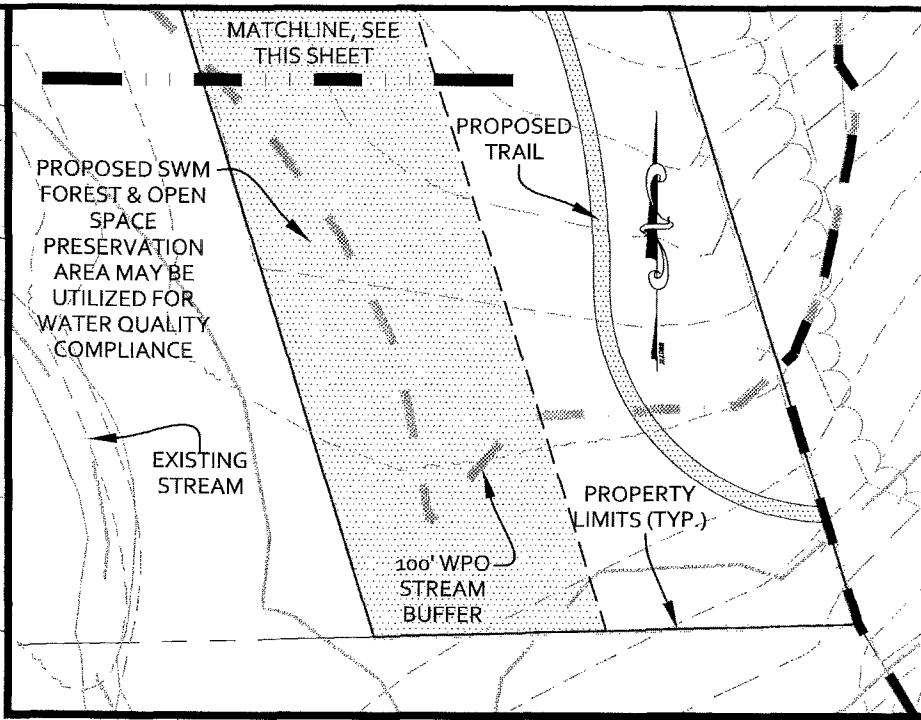 MATCHLINE, SEE
THIS SHEET
PROPOSED
TRAIL
PROPOSED SWM
FOREST & OPEN
SPACE
PRESERVATION
AREA MAY BE
UTILIZED FOR
WATER QUALITY
COMPLIANCE
EXISTING
STREAM
PROPERTY
LIMITS (TYP.)
100' WPO
STREAM
BUFFER